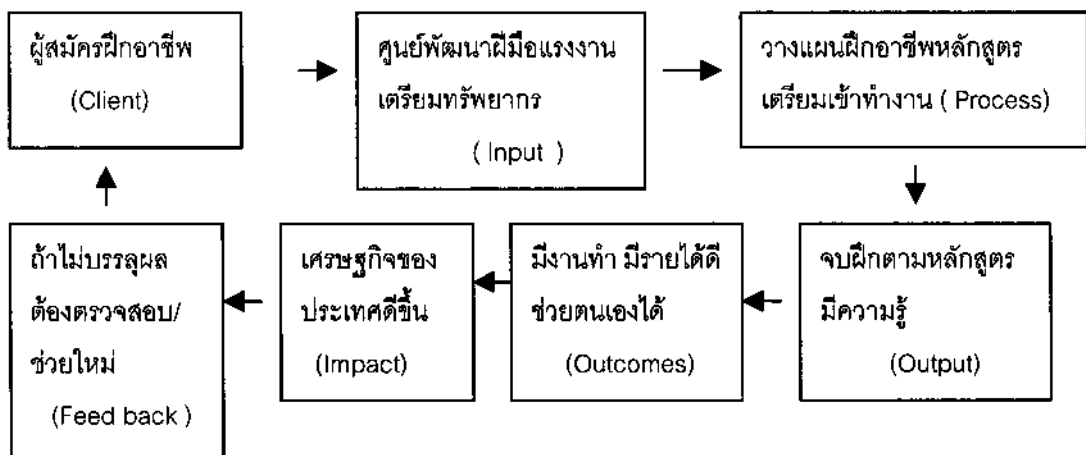 ผู้สมัครฝึกอาชีพ
(Client)
ศูนย์พัฒนาฝีมือแรงงาน
เตรียมทรัพยากร
( Input )
วางแผนฝึกอาชีพหลักสูตร
เตรียมเข้าทำงาน ( Process)
จบฝึกตามหลักสูตร
มีความรู้
(Output)
มีงานทำ มีรายได้ดี
ช่วยตนเองได้
(Outcomes)
เศรษฐกิจของ
ประเทศดีขึ้น
(Impact)
ถ้าไม่บรรลุผล
ต้องตรวจสอบ/
ช่วยใหม่
(Feed back )